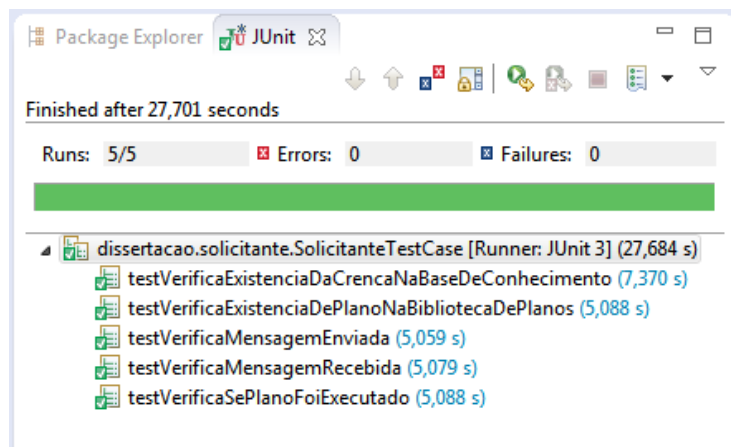 Package Explorer JUnit
Finished after 27,701 seconds
Runs: 5/5 Errors: 0 Failures: 0
dissertacao.solicitante.SolicitanteTestCase [Runner: JUnit 3] (27,684 s)
testVerificaExistenciaDaCrencaNaBaseDeConhecimento (7,370 s)
testVerificaExistenciaDePlanoNaBibliotecaDePlanos (5,088 s)
testVerificaMensagemEnviada (5,059 s)
testVerificaMensagemRecebida (5,079 s)
testVerificaSePlanoFoiExecutado (5,088 s)